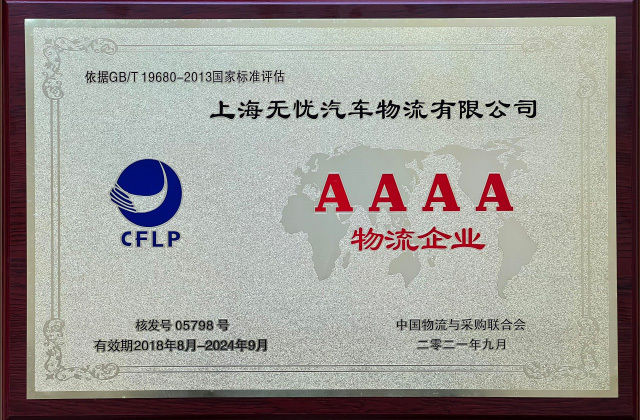 依据GB/T 19680-2013国家标准评估
上海无忧汽车物流有限公司
AAAA
CFLP
物流企业
核发号 05798 号
中国物流与采购联合会
有效期2018年8月-2024年9月
二零二一年九月